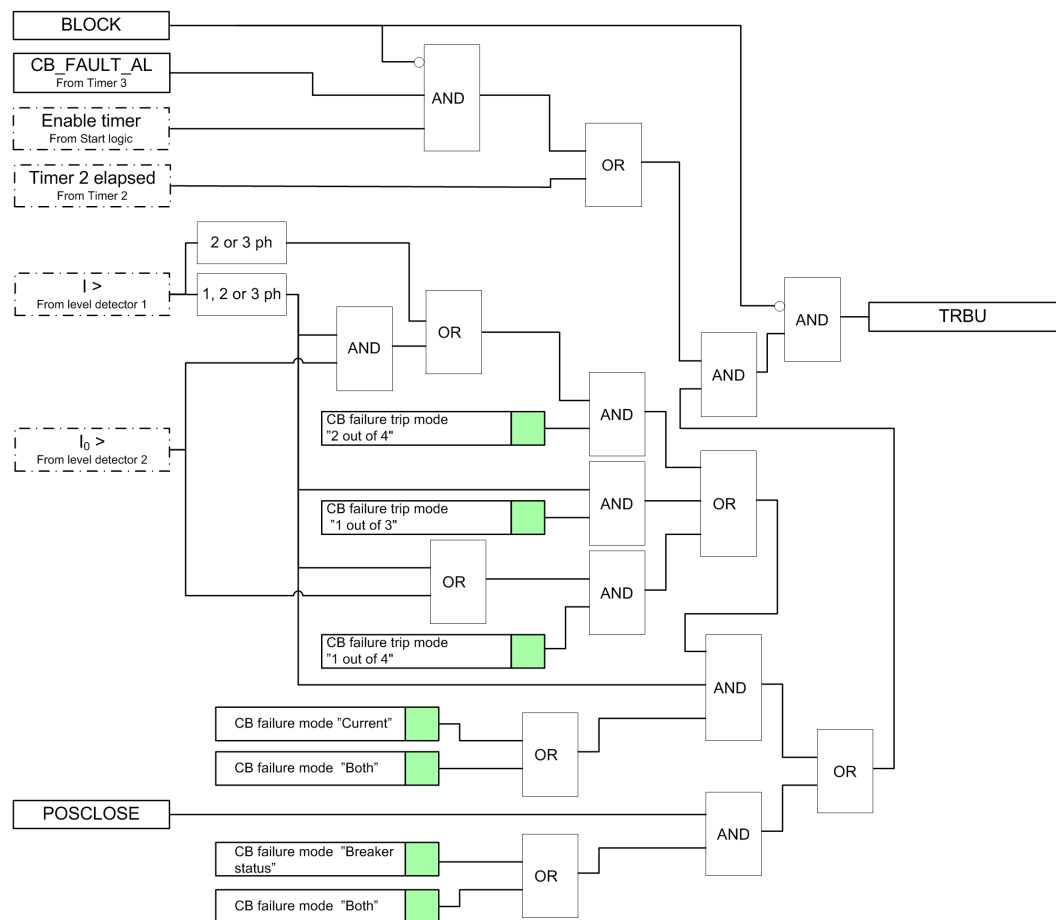 BLOCK
CB_FAULT_AL
From Timer 3
AND
Enable timer
From Start logic
OR
Timer 2 elapsed
From Timer 2
2 or 3 ph
I >
From level detector 1
1, 2 or 3 ph
AND
OR
AND
TRBU
AND
CB failure trip mode
"2 out of 4"
AND
I₀ >
From level detector 2
CB failure trip mode
"1 out of 3"
AND
OR
OR
AND
CB failure trip mode
"1 out of 4"
AND
CB failure mode "Current"
OR
CB failure mode "Both"
OR
POSCLOSE
AND
CB failure mode "Breaker
status"
OR
CB failure mode "Both"